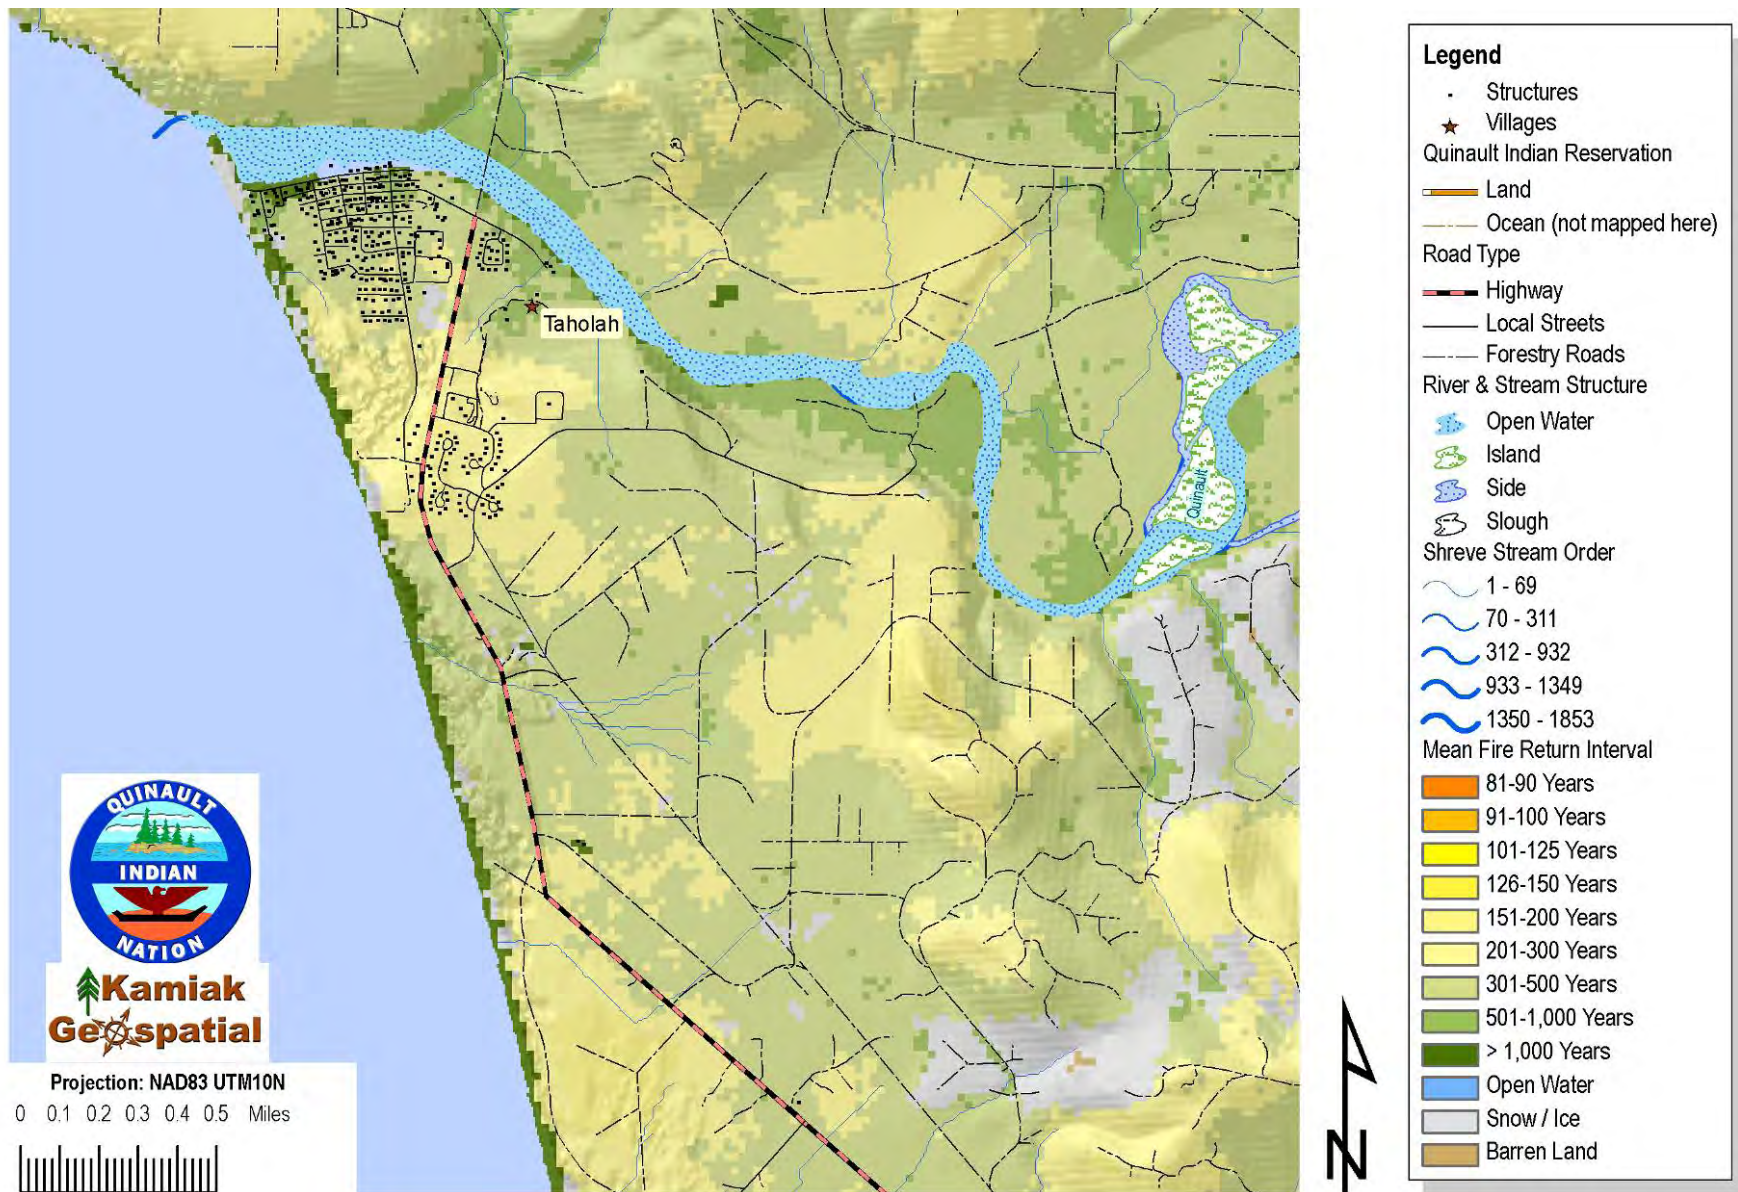 Taholah
Quinault
QUINAULT
INDIAN
NATION
Kamiak
Geospatial
Projection: NAD83 UTM10N
0 0.1 0.2 0.3 0.4 0.5 Miles
N
Legend
Structures
Villages
Quinault Indian Reservation
Land
Ocean (not mapped here)
Road Type
Highway
Local Streets
Forestry Roads
River & Stream Structure
Open Water
Island
Side
Slough
Shreve Stream Order
1 - 69
70 - 311
312 - 932
933 - 1349
1350 - 1853
Mean Fire Return Interval
81-90 Years
91-100 Years
101-125 Years
126-150 Years
151-200 Years
201-300 Years
301-500 Years
501-1,000 Years
> 1,000 Years
Open Water
Snow / Ice
Barren Land